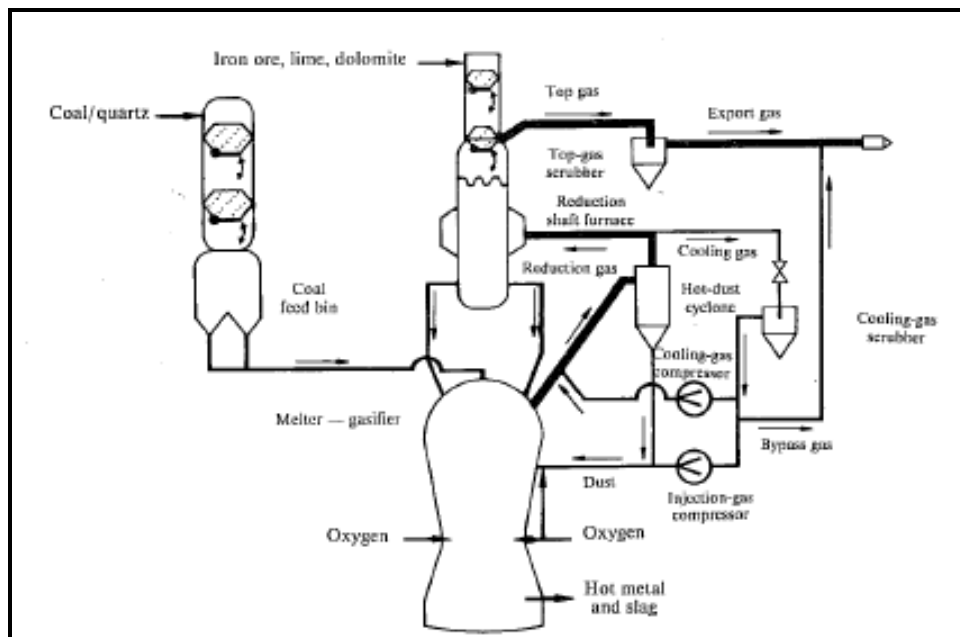 Iron ore, lime, dolomite
Coal/quartz
Top gas
Export gas
Top-gas
scrubber
Reduction
shaft furnace
Cooling gas
Reduction gas
Hot-dust
cyclone
Coal
feed bin
Cooling-gas
scrubber
Cooling-gas
compressor
Melter — gasifier
Bypass gas
Dust
Injection-gas
compressor
Oxygen
Oxygen
Hot metal
and slag